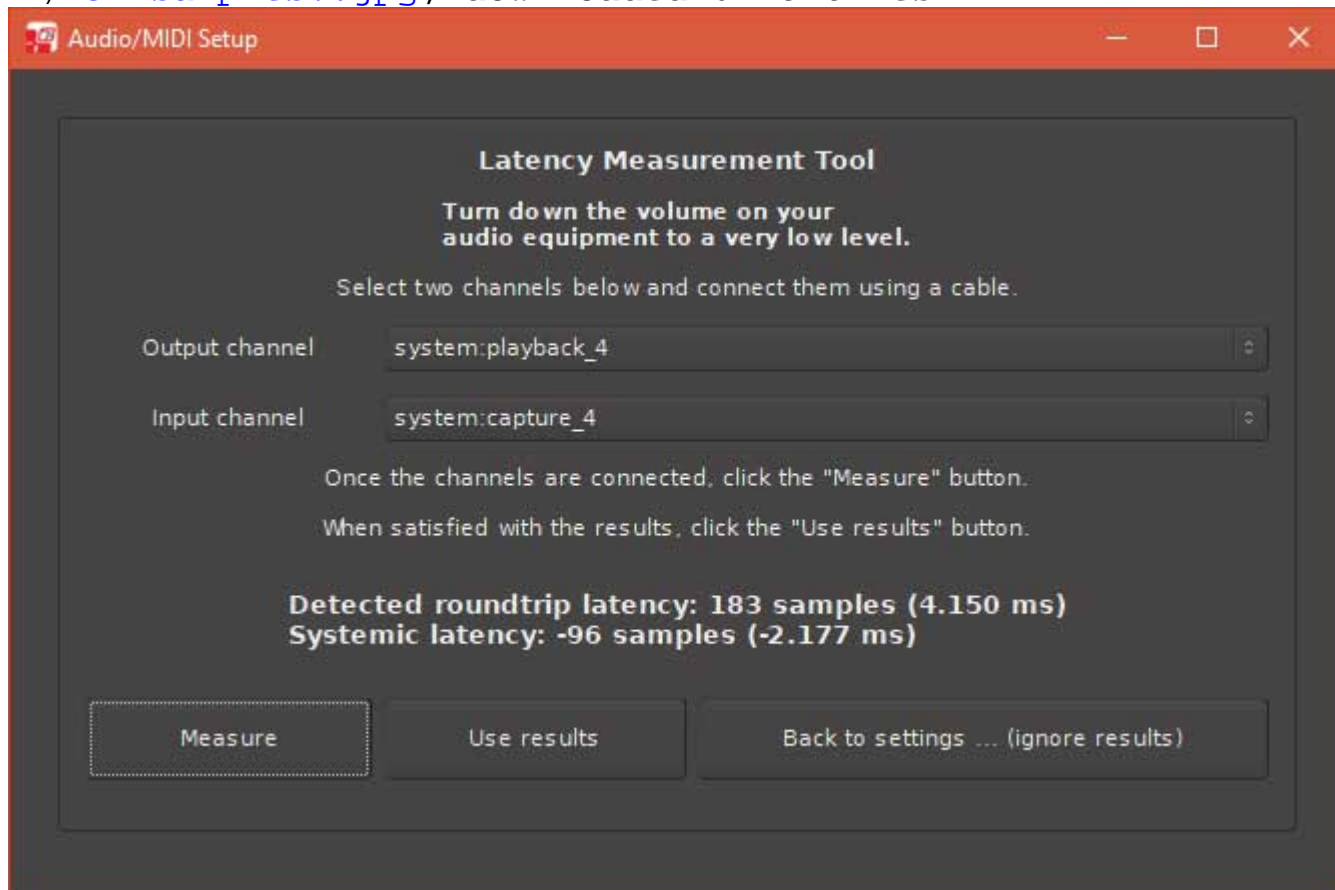 Audio/MIDI Setup
Latency Measurement Tool
Turn down the volume on your
audio equipment to a very low level.
Select two channels below and connect them using a cable.
Output channel system:playback_4
Input channel system:capture_4
Once the channels are connected, click the "Measure" button.
When satisfied with the results, click the "Use results" button.
Detected roundtrip latency: 183 samples (4.150 ms)
Systemic latency: -96 samples (-2.177 ms)
Measure Use results Back to settings ... (ignore results)